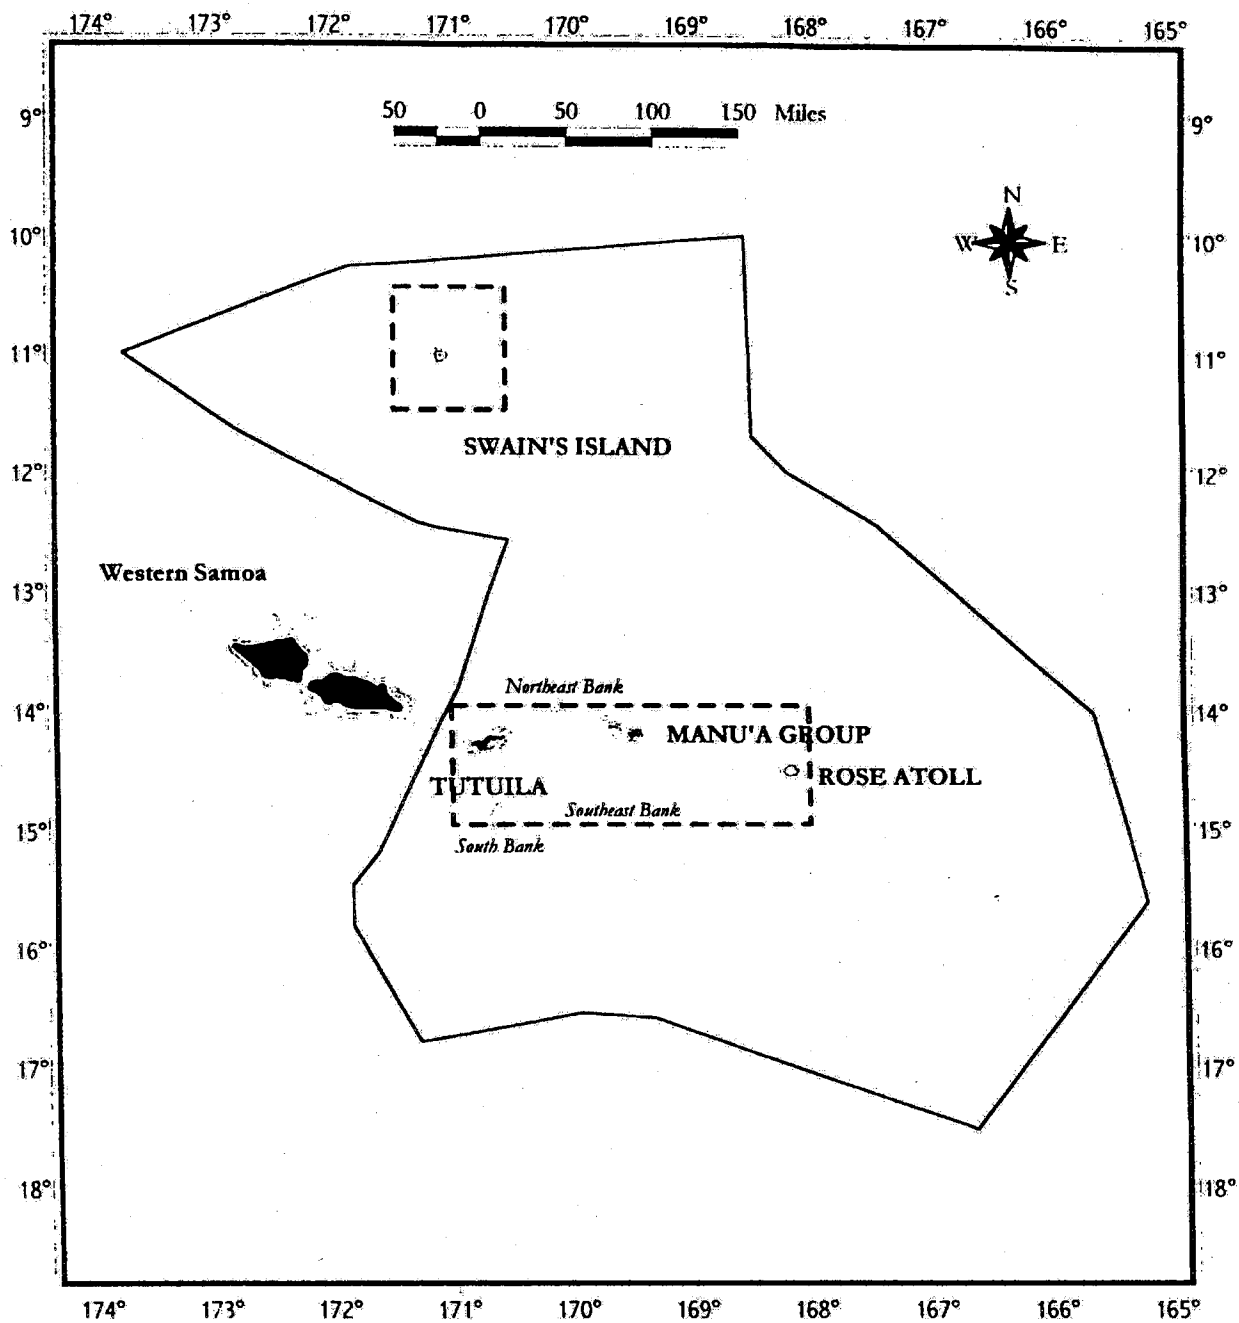 174° 173° 172° 171° 170° 169° 168° 167° 166° 165°
50 0 50 100 150 Miles
9° 9°
N
10° W E 10°
S
11° 11°
SWAIN'S ISLAND
12° 12°
Western Samoa
13° 13°
Northeast Bank
14° 14°
MANU'A GROUP
ROSE ATOLL
TUTUILA
Southeast Bank
15° 15°
South Bank
16° 16°
17° 17°
18° 18°
174° 173° 172° 171° 170° 169° 168° 167° 166° 165°